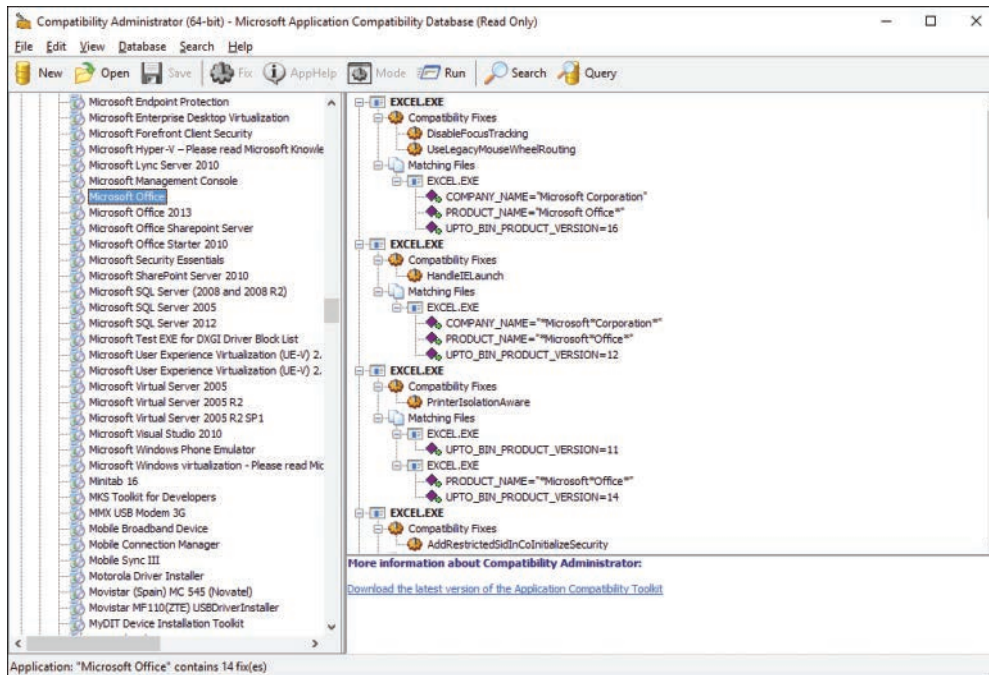 Compatibility Administrator (64-bit) - Microsoft Application Compatibility Database (Read Only)
File Edit View Database Search Help
New Open Save Fix AppHelp Mode Run Search Query
Microsoft Endpoint Protection
Microsoft Enterprise Desktop Virtualization
Microsoft Forefront Client Security
Microsoft Hyper-V – Please read Microsoft Knowle
Microsoft Lync Server 2010
Microsoft Management Console
Microsoft Office
Microsoft Office 2013
Microsoft Office Sharepoint Server
Microsoft Office Starter 2010
Microsoft Security Essentials
Microsoft SharePoint Server 2010
Microsoft SQL Server (2008 and 2008 R2)
Microsoft SQL Server 2005
Microsoft SQL Server 2012
Microsoft Test EXE for DXGI Driver Block List
Microsoft User Experience Virtualization (UE-V) 2.
Microsoft User Experience Virtualization (UE-V) 2.
Microsoft Virtual Server 2005
Microsoft Virtual Server 2005 R2
Microsoft Virtual Server 2005 R2 SP1
Microsoft Visual Studio 2010
Microsoft Windows Phone Emulator
Microsoft Windows virtualization - Please read Mic
Minitab 16
MKS Toolkit for Developers
MMX USB Modem 3G
Mobile Broadband Device
Mobile Connection Manager
Mobile Sync III
Motorola Driver Installer
Movistar (Spain) MC 545 (Novatel)
Movistar MF110(ZTE) USBDriverInstaller
MyDIT Device Installation Toolkit
EXCEL.EXE
Compatibility Fixes
DisableFocusTracking
UseLegacyMouseWheelRouting
Matching Files
EXCEL.EXE
COMPANY_NAME="Microsoft Corporation"
PRODUCT_NAME="Microsoft Office*"
UPTO_BIN_PRODUCT_VERSION=16
EXCEL.EXE
Compatibility Fixes
HandleIELaunch
Matching Files
EXCEL.EXE
COMPANY_NAME="*Microsoft*Corporation*"
PRODUCT_NAME="*Microsoft*Office*"
UPTO_BIN_PRODUCT_VERSION=12
EXCEL.EXE
Compatibility Fixes
PrinterIsolationAware
Matching Files
EXCEL.EXE
UPTO_BIN_PRODUCT_VERSION=11
EXCEL.EXE
PRODUCT_NAME="*Microsoft*Office*"
UPTO_BIN_PRODUCT_VERSION=14
EXCEL.EXE
Compatibility Fixes
AddRestrictedSidInCoInitializeSecurity
More information about Compatibility Administrator:
Download the latest version of the Application Compatibility Toolkit
Application: "Microsoft Office" contains 14 fix(es)